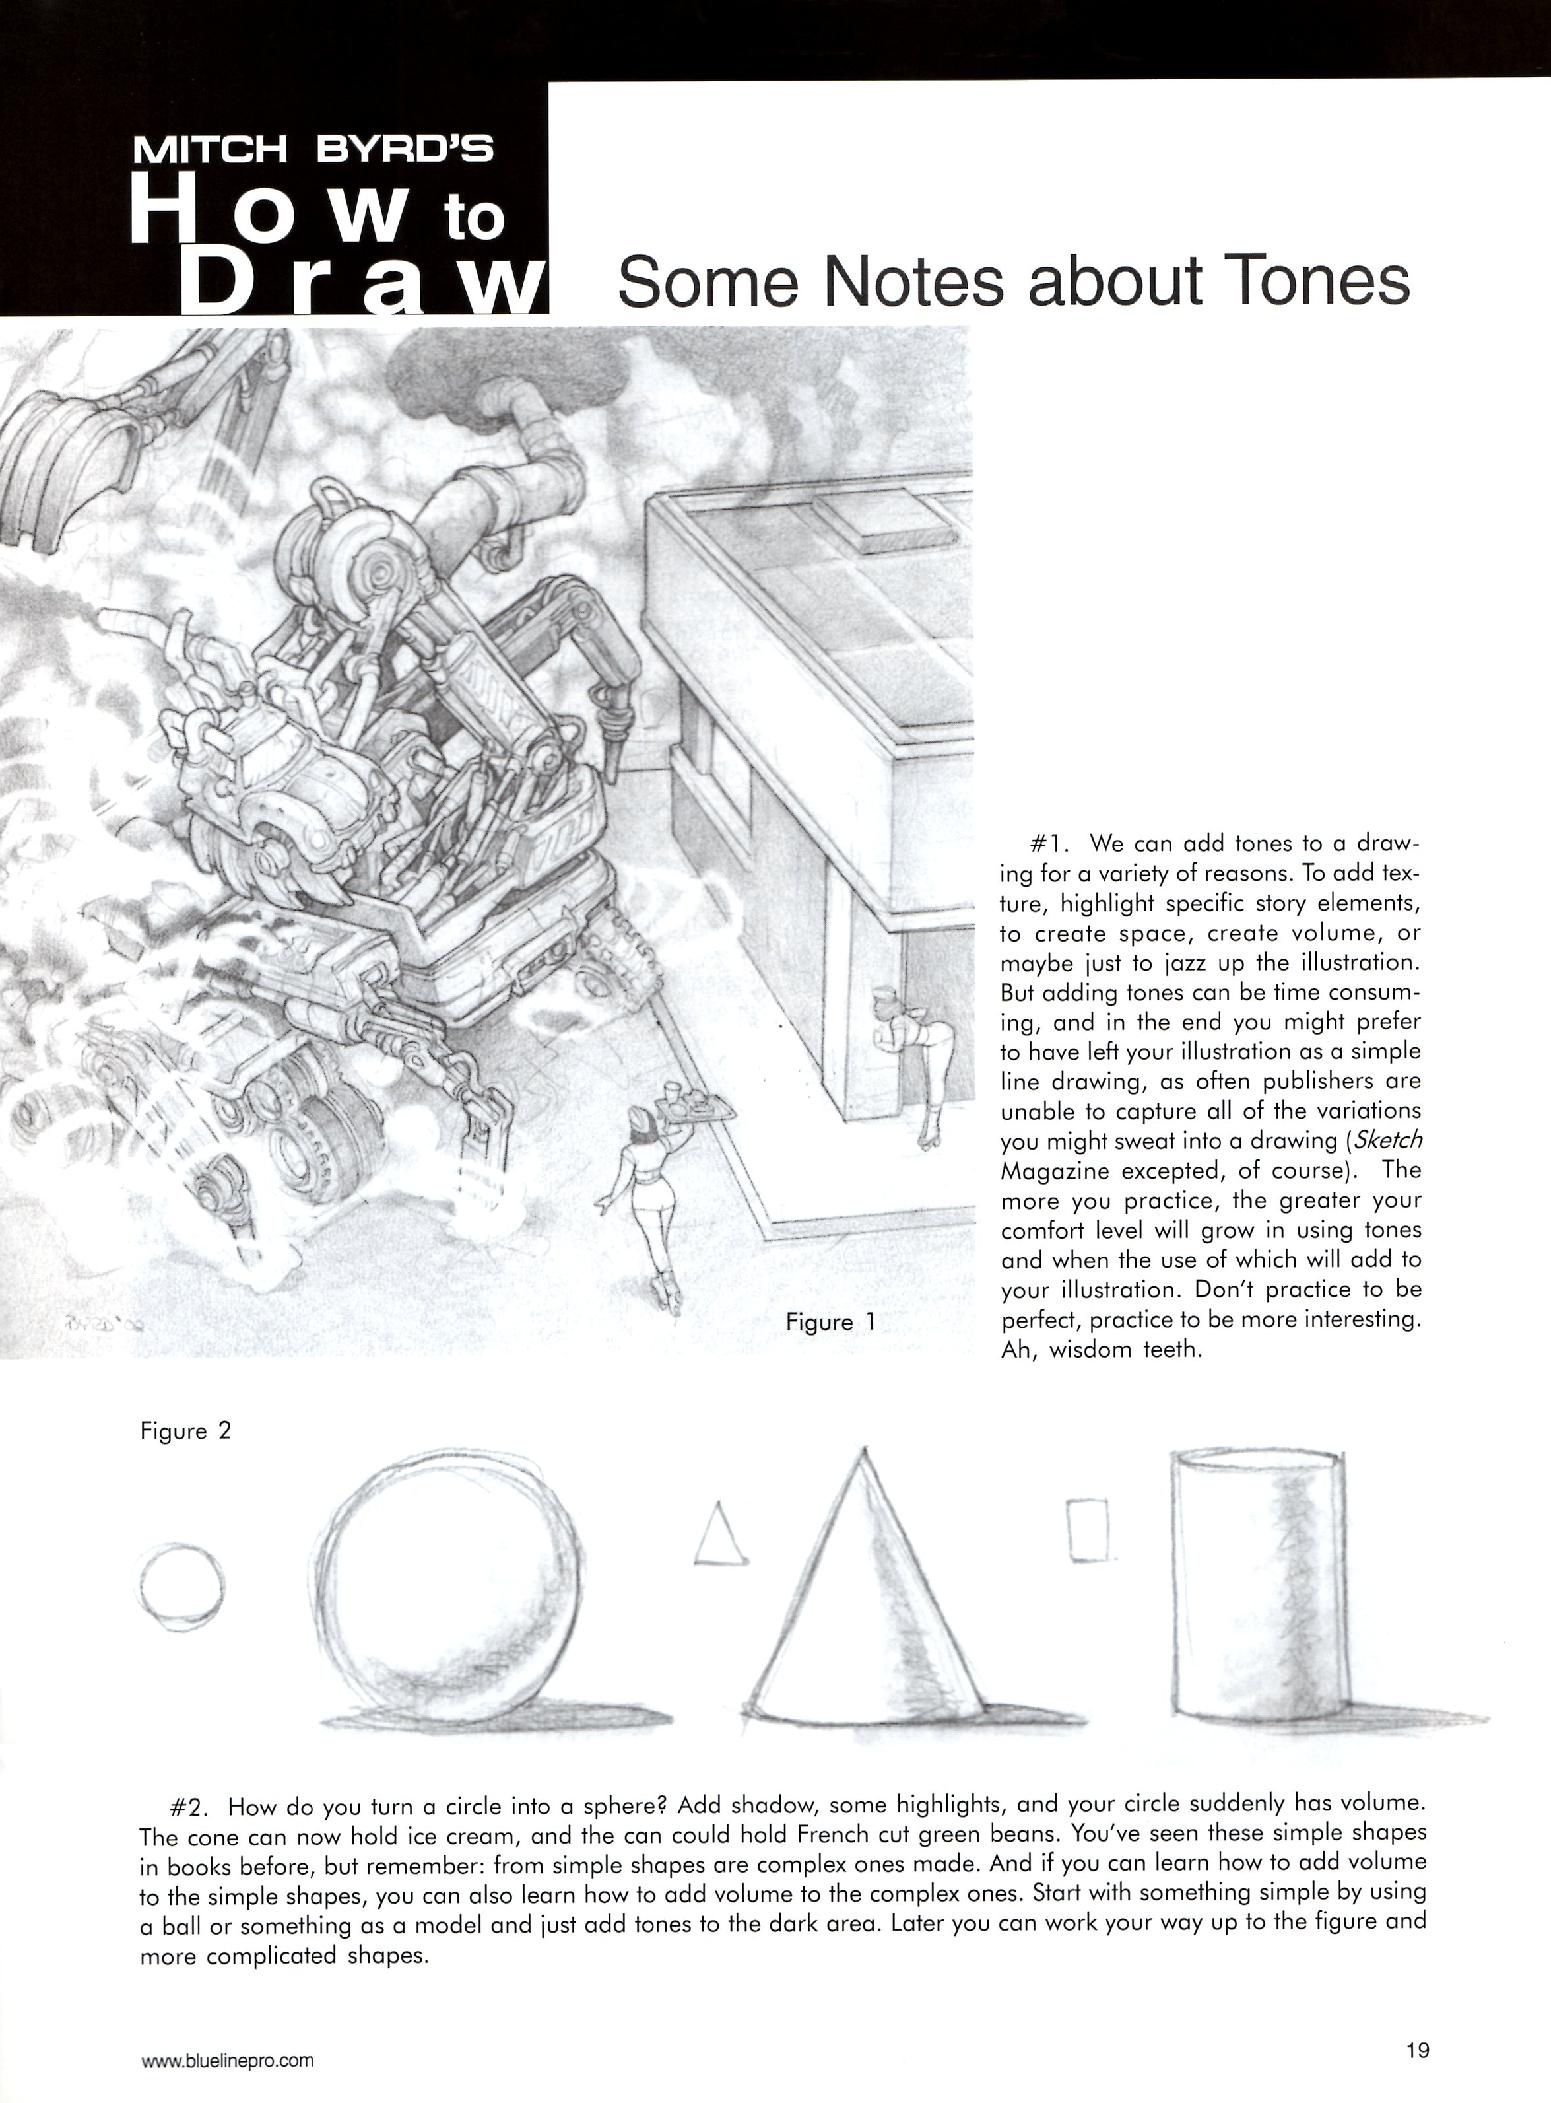 MITCH BYRD'S
How to
Draw
Some Notes about Tones
#1. We can add tones to a draw-
ing for a variety of reasons. To add tex-
ture, highlight specific story elements,
to create space, create volume, or
maybe just to jazz up the illustration.
But adding tones can be time consum-
ing, and in the end you might prefer
to have left your illustration as a simple
line drawing, as often publishers are
unable to capture all of the variations
you might sweat into a drawing (Sketch
Magazine excepted, of course). The
more you practice, the greater your
comfort level will grow in using tones
and when the use of which will add to
your illustration. Don't practice to be
perfect, practice to be more interesting.
Ah, wisdom teeth.
Figure 1
Figure 2
#2. How do you turn a circle into a sphere? Add shadow, some highlights, and your circle suddenly has volume.
The cone can now hold ice cream, and the can could hold French cut green beans. You've seen these simple shapes
in books before, but remember: from simple shapes are complex ones made. And if you can learn how to add volume
to the simple shapes, you can also learn how to add volume to the complex ones. Start with something simple by using
a ball or something as a model and just add tones to the dark area. Later you can work your way up to the figure and
more complicated shapes.
www.bluelinepro.com
19